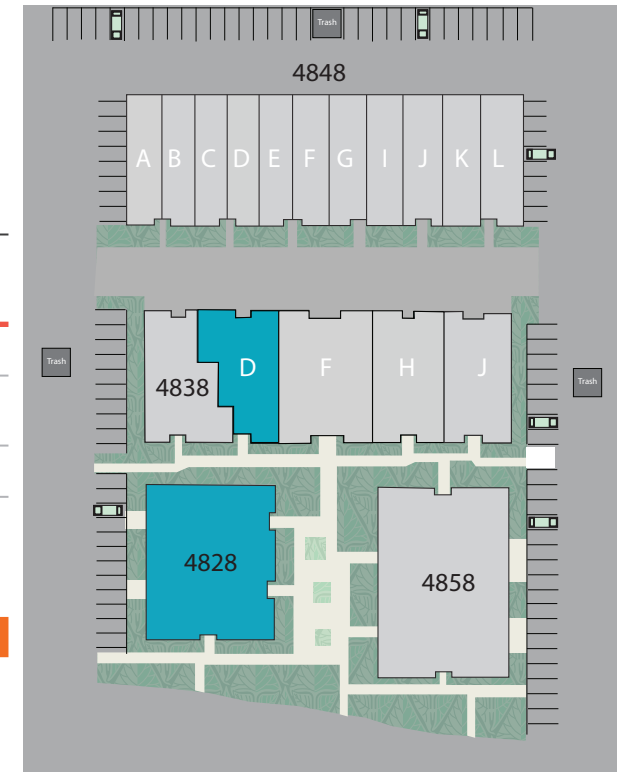 Trash
4848
A B C D E F G I J K L
Trash
4838
D F H J
Trash
4828
4858